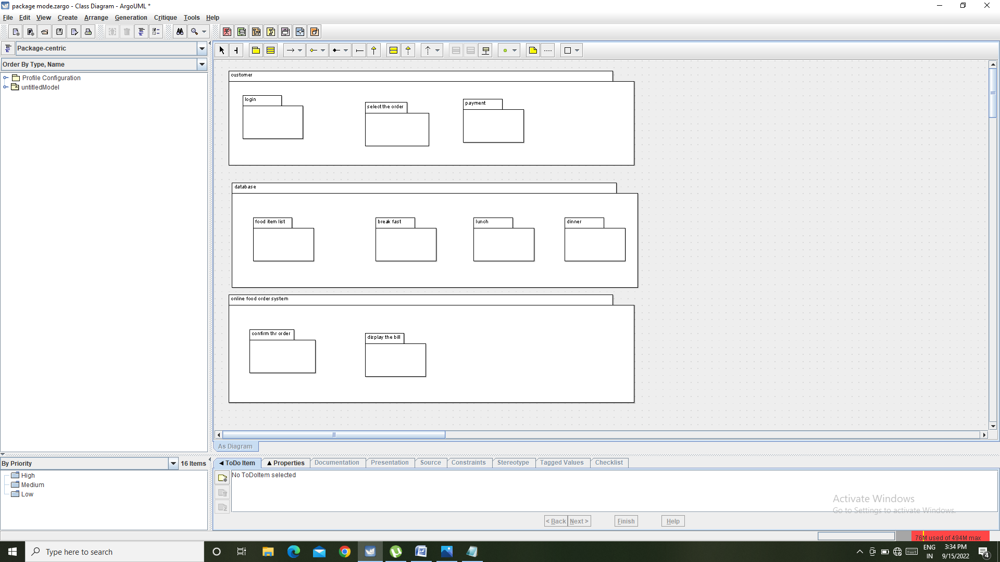 package mode.zargo - Class Diagram - ArgoUML *
File Edit View Create Arrange Generation Critique Tools Help
Package-centric
Order By Type, Name
Profile Configuration
untitledModel
customer
login
select the order
payment
database
food item list
break fast
lunch
dinner
online food order system
confirm thr order
display the bill
As Diagram
By Priority
16 Items
High
Medium
Low
ToDo Item
Properties
Documentation
Presentation
Source
Constraints
Stereotype
Tagged Values
Checklist
No ToDoItem selected
< Back
Next >
Finish
Help
Activate Windows
Go to Settings to activate Windows.
76M used of 494M max
Type here to search
ENG
IN
3:34 PM
9/15/2022
4